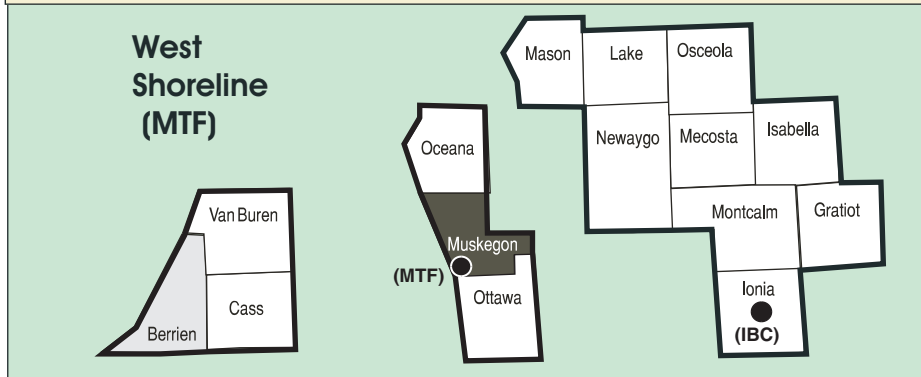 West
Shoreline
(MTF)
Mason
Lake
Osceola
Oceana
Newaygo
Mecosta
Isabella
Van Buren
Muskegon
Montcalm
Gratiot
(MTF)
Ottawa
Ionia
(IBC)
Berrien
Cass